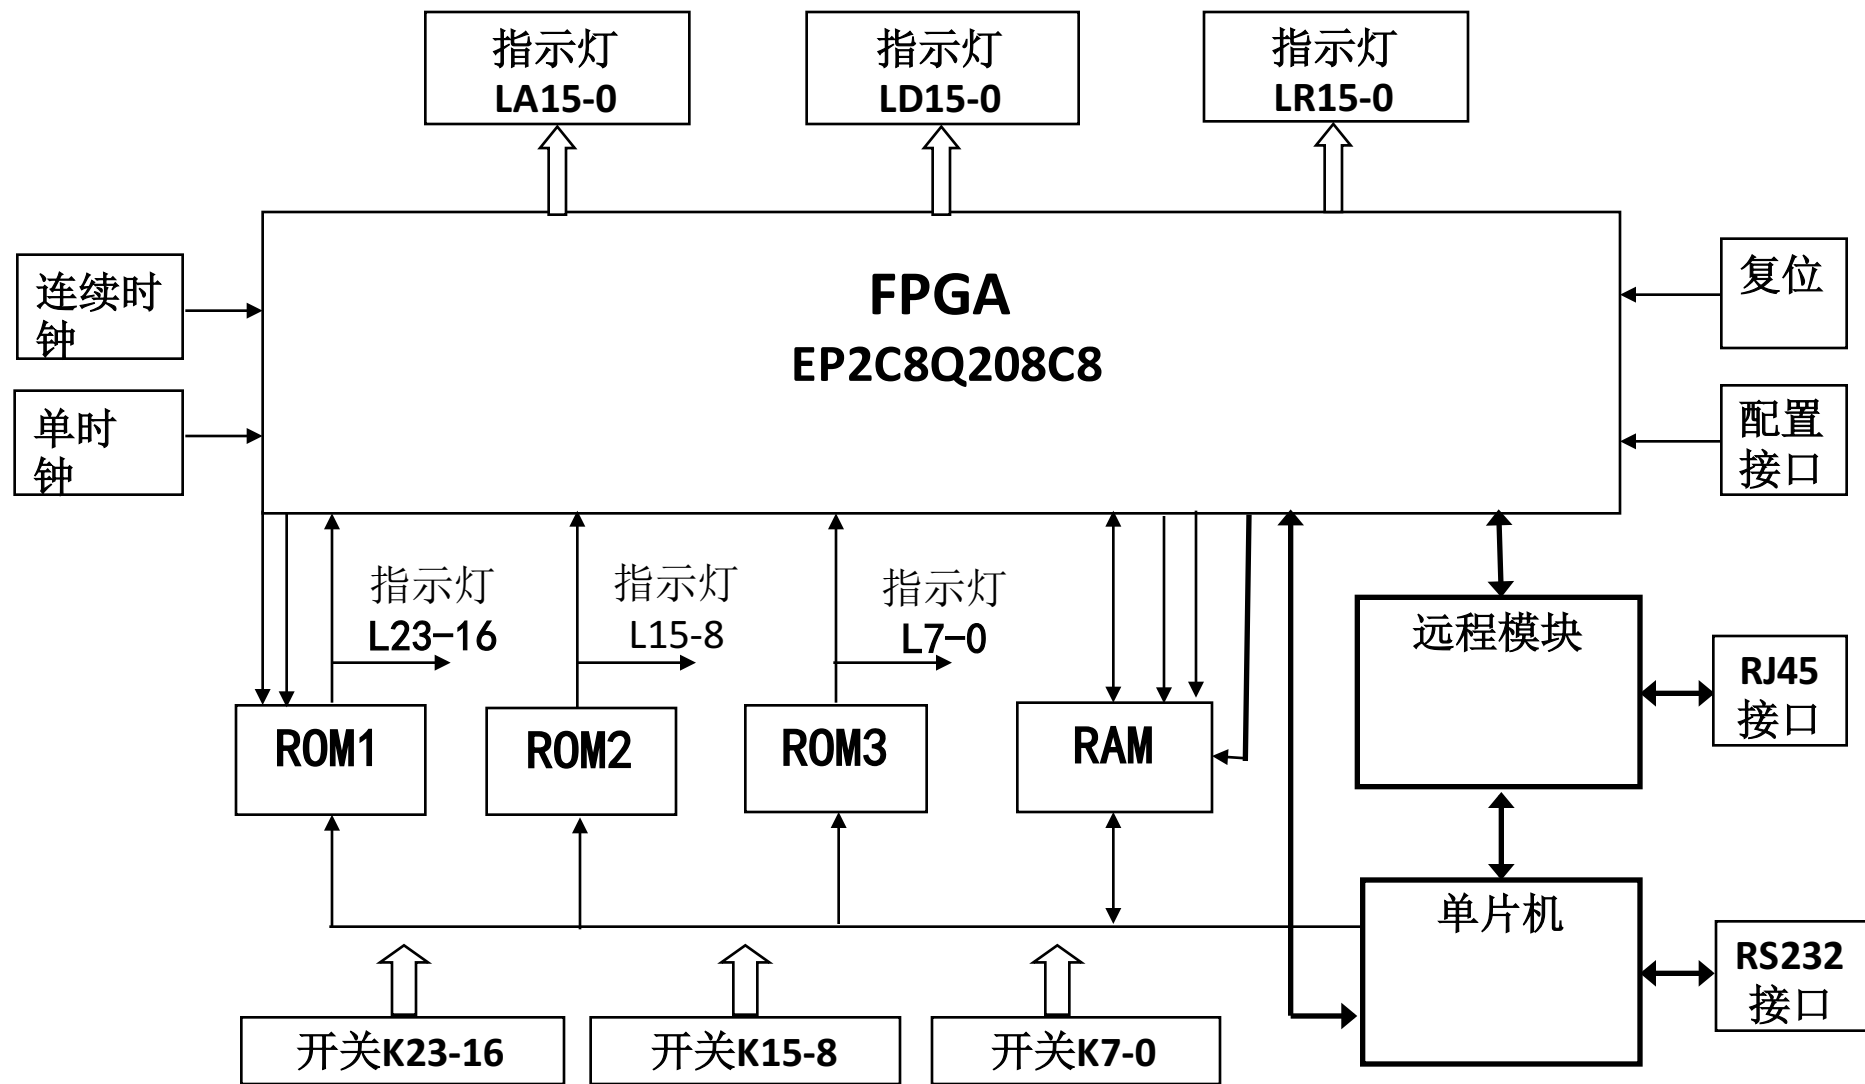 指示灯
LA15-0
指示灯
LD15-0
指示灯
LR15-0
连续时
钟
FPGA
EP2C8Q208C8
复位
单时
钟
配置
接口
指示灯
L23-16
指示灯
L15-8
指示灯
L7-0
远程模块
RJ45
接口
ROM1
ROM2
ROM3
RAM
单片机
RS232
接口
开关K23-16
开关K15-8
开关K7-0